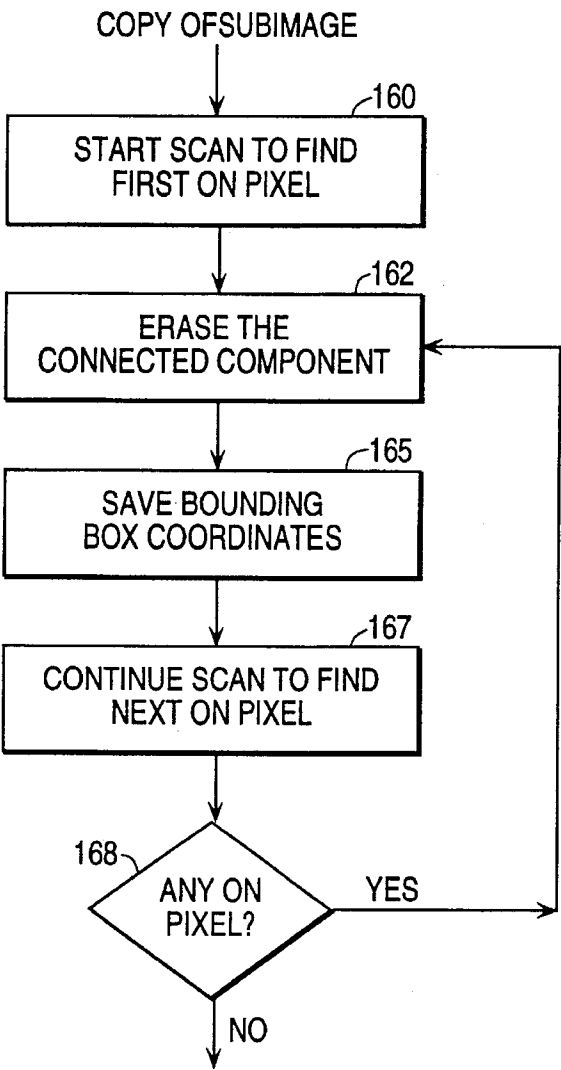 COPY OFSUBIMAGE
160
START SCAN TO FIND
FIRST ON PIXEL
162
ERASE THE
CONNECTED COMPONENT
165
SAVE BOUNDING
BOX COORDINATES
167
CONTINUE SCAN TO FIND
NEXT ON PIXEL
168
ANY ON
PIXEL?
YES
NO